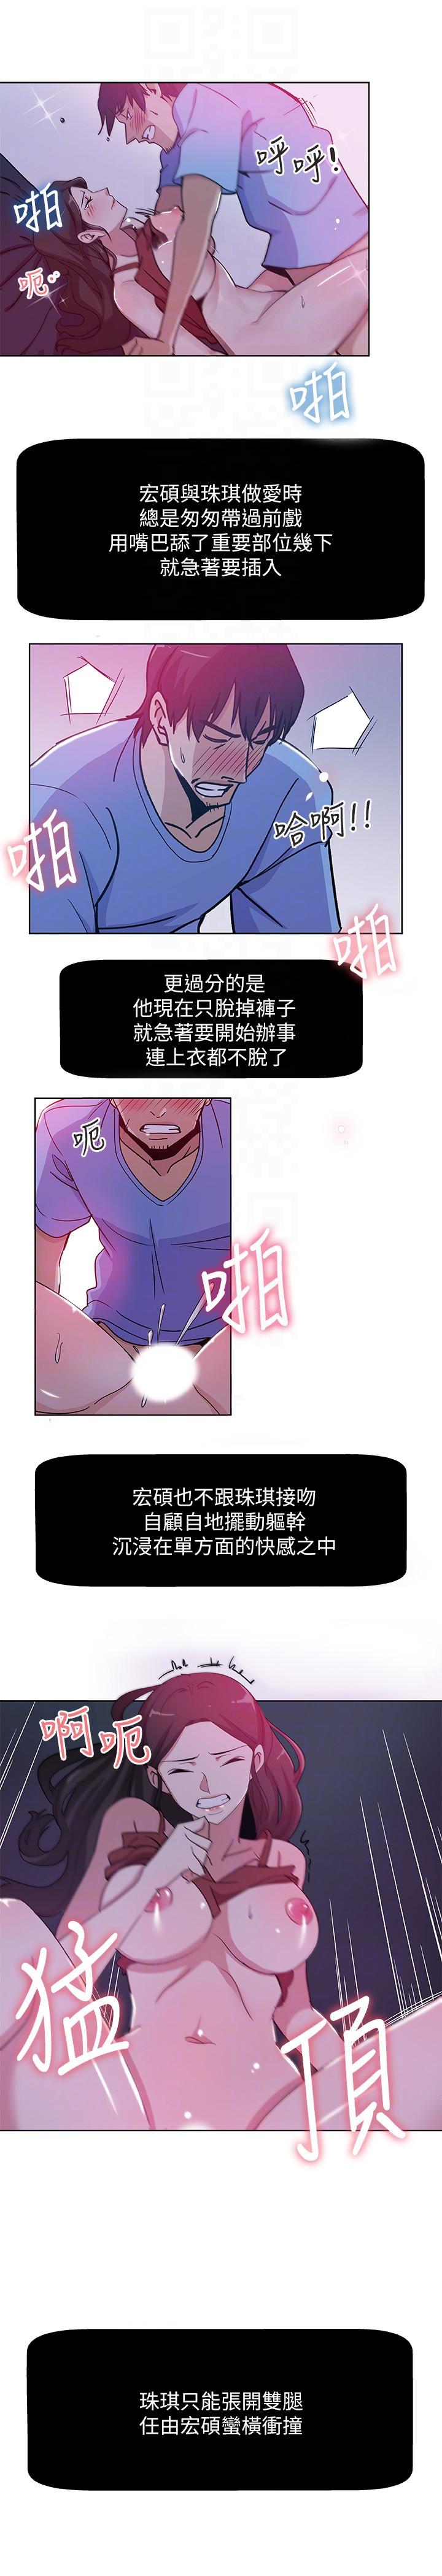 呼呼!
啪
呃··
啪
宏碩與珠琪做愛時
總是匆匆帶過前戲
用嘴巴舔了重要部位幾下
就急著要插入
啪
哈啊!!
啪
更過分的是
他現在只脫掉褲子
就急著要開始辦事
連上衣都不脫了
呃
啪
宏碩也不跟珠琪接吻
自顧自地擺動軀幹
沉浸在單方面的快感之中
啊呃
猛
頂
珠琪只能張開雙腿
任由宏碩蠻橫衝撞